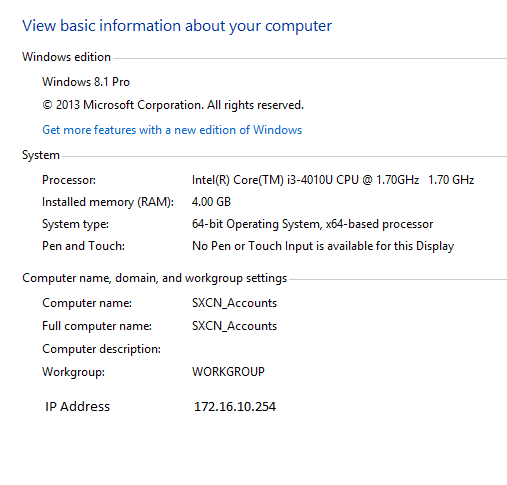 View basic information about your computer
Windows edition
Windows 8.1 Pro
© 2013 Microsoft Corporation. All rights reserved.
Get more features with a new edition of Windows
System
Processor: Intel(R) Core(TM) i3-4010U CPU @ 1.70GHz 1.70 GHz
Installed memory (RAM): 4.00 GB
System type: 64-bit Operating System, x64-based processor
Pen and Touch: No Pen or Touch Input is available for this Display
Computer name, domain, and workgroup settings
Computer name: SXCN_Accounts
Full computer name: SXCN_Accounts
Computer description:
Workgroup: WORKGROUP
IP Address 172.16.10.254